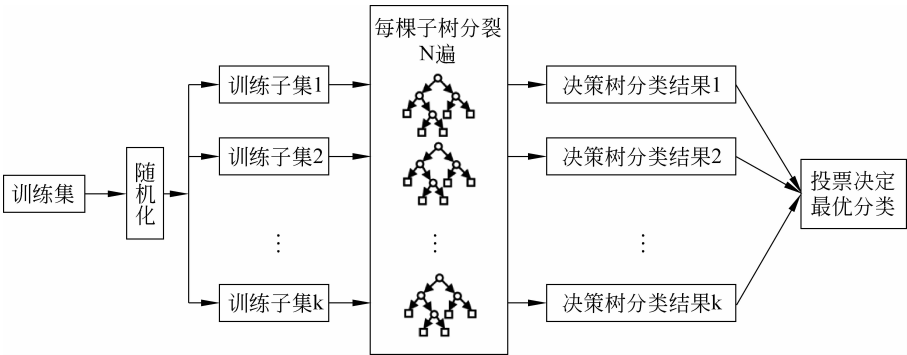 训练集
随机化
训练子集1
训练子集2
⋮
训练子集k
每棵子树分裂
N遍
⋮
决策树分类结果1
决策树分类结果2
⋮
决策树分类结果k
投票决定
最优分类